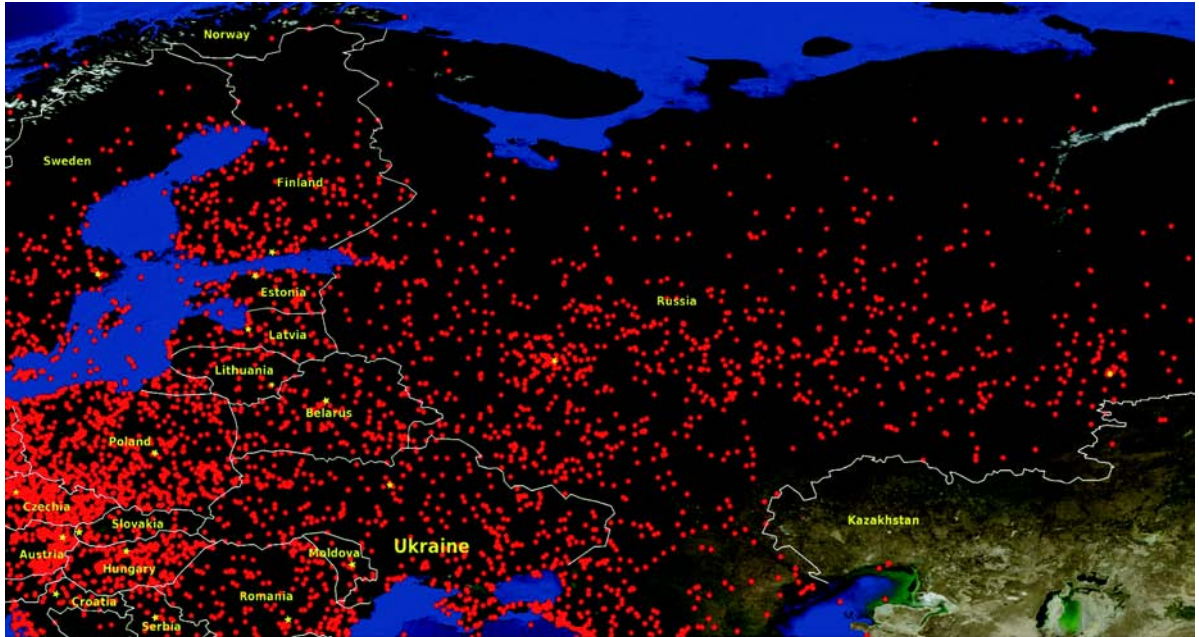 Norway
Sweden
Finland
Estonia
Russia
Latvia
Lithuania
Belarus
Poland
Czechia
Slovakia
Kazakhstan
Austria
Ukraine
Moldova
Hungary
Romania
Croatia
Serbia